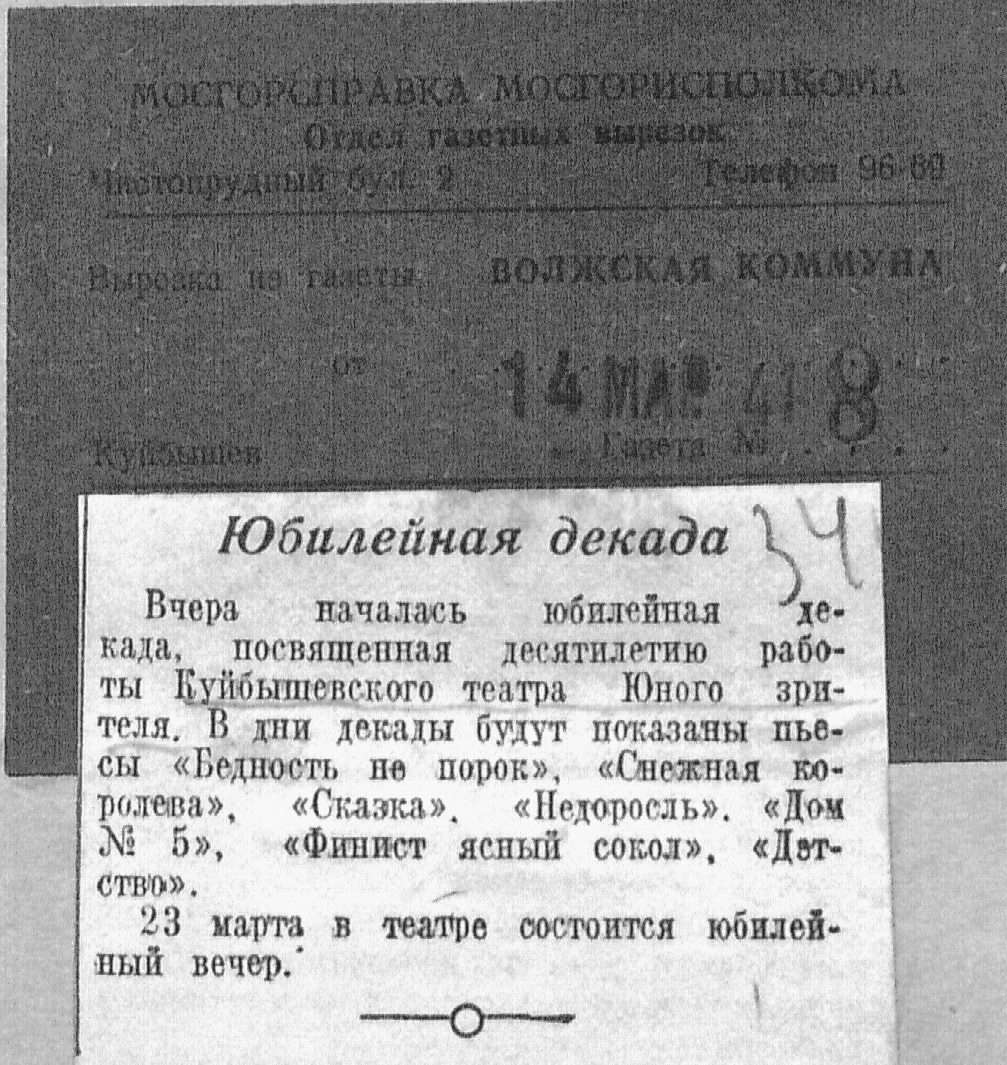 МОСГОРСПРАВКА МОСГОРИСПОЛКОМА
Отдел газетных вырезок
Чистопрудный бул. 2 Телефон 96-69
Вырезка из газеты ВОЛЖСКАЯ КОММУНА
от 14 МАР 41 8
Куйбышев Газета №
34
Юбилейная декада
Вчера началась юбилейная де-
када, посвященная десятилетию рабо-
ты Куйбышевского театра Юного зри-
теля. В дни декады будут показаны пье-
сы «Бедность не порок», «Снежная ко-
ролева», «Сказка», «Недоросль», «Дом
№ 5», «Финист ясный сокол», «Дет-
ство».
23 марта в театре состоится юбилей-
ный вечер.